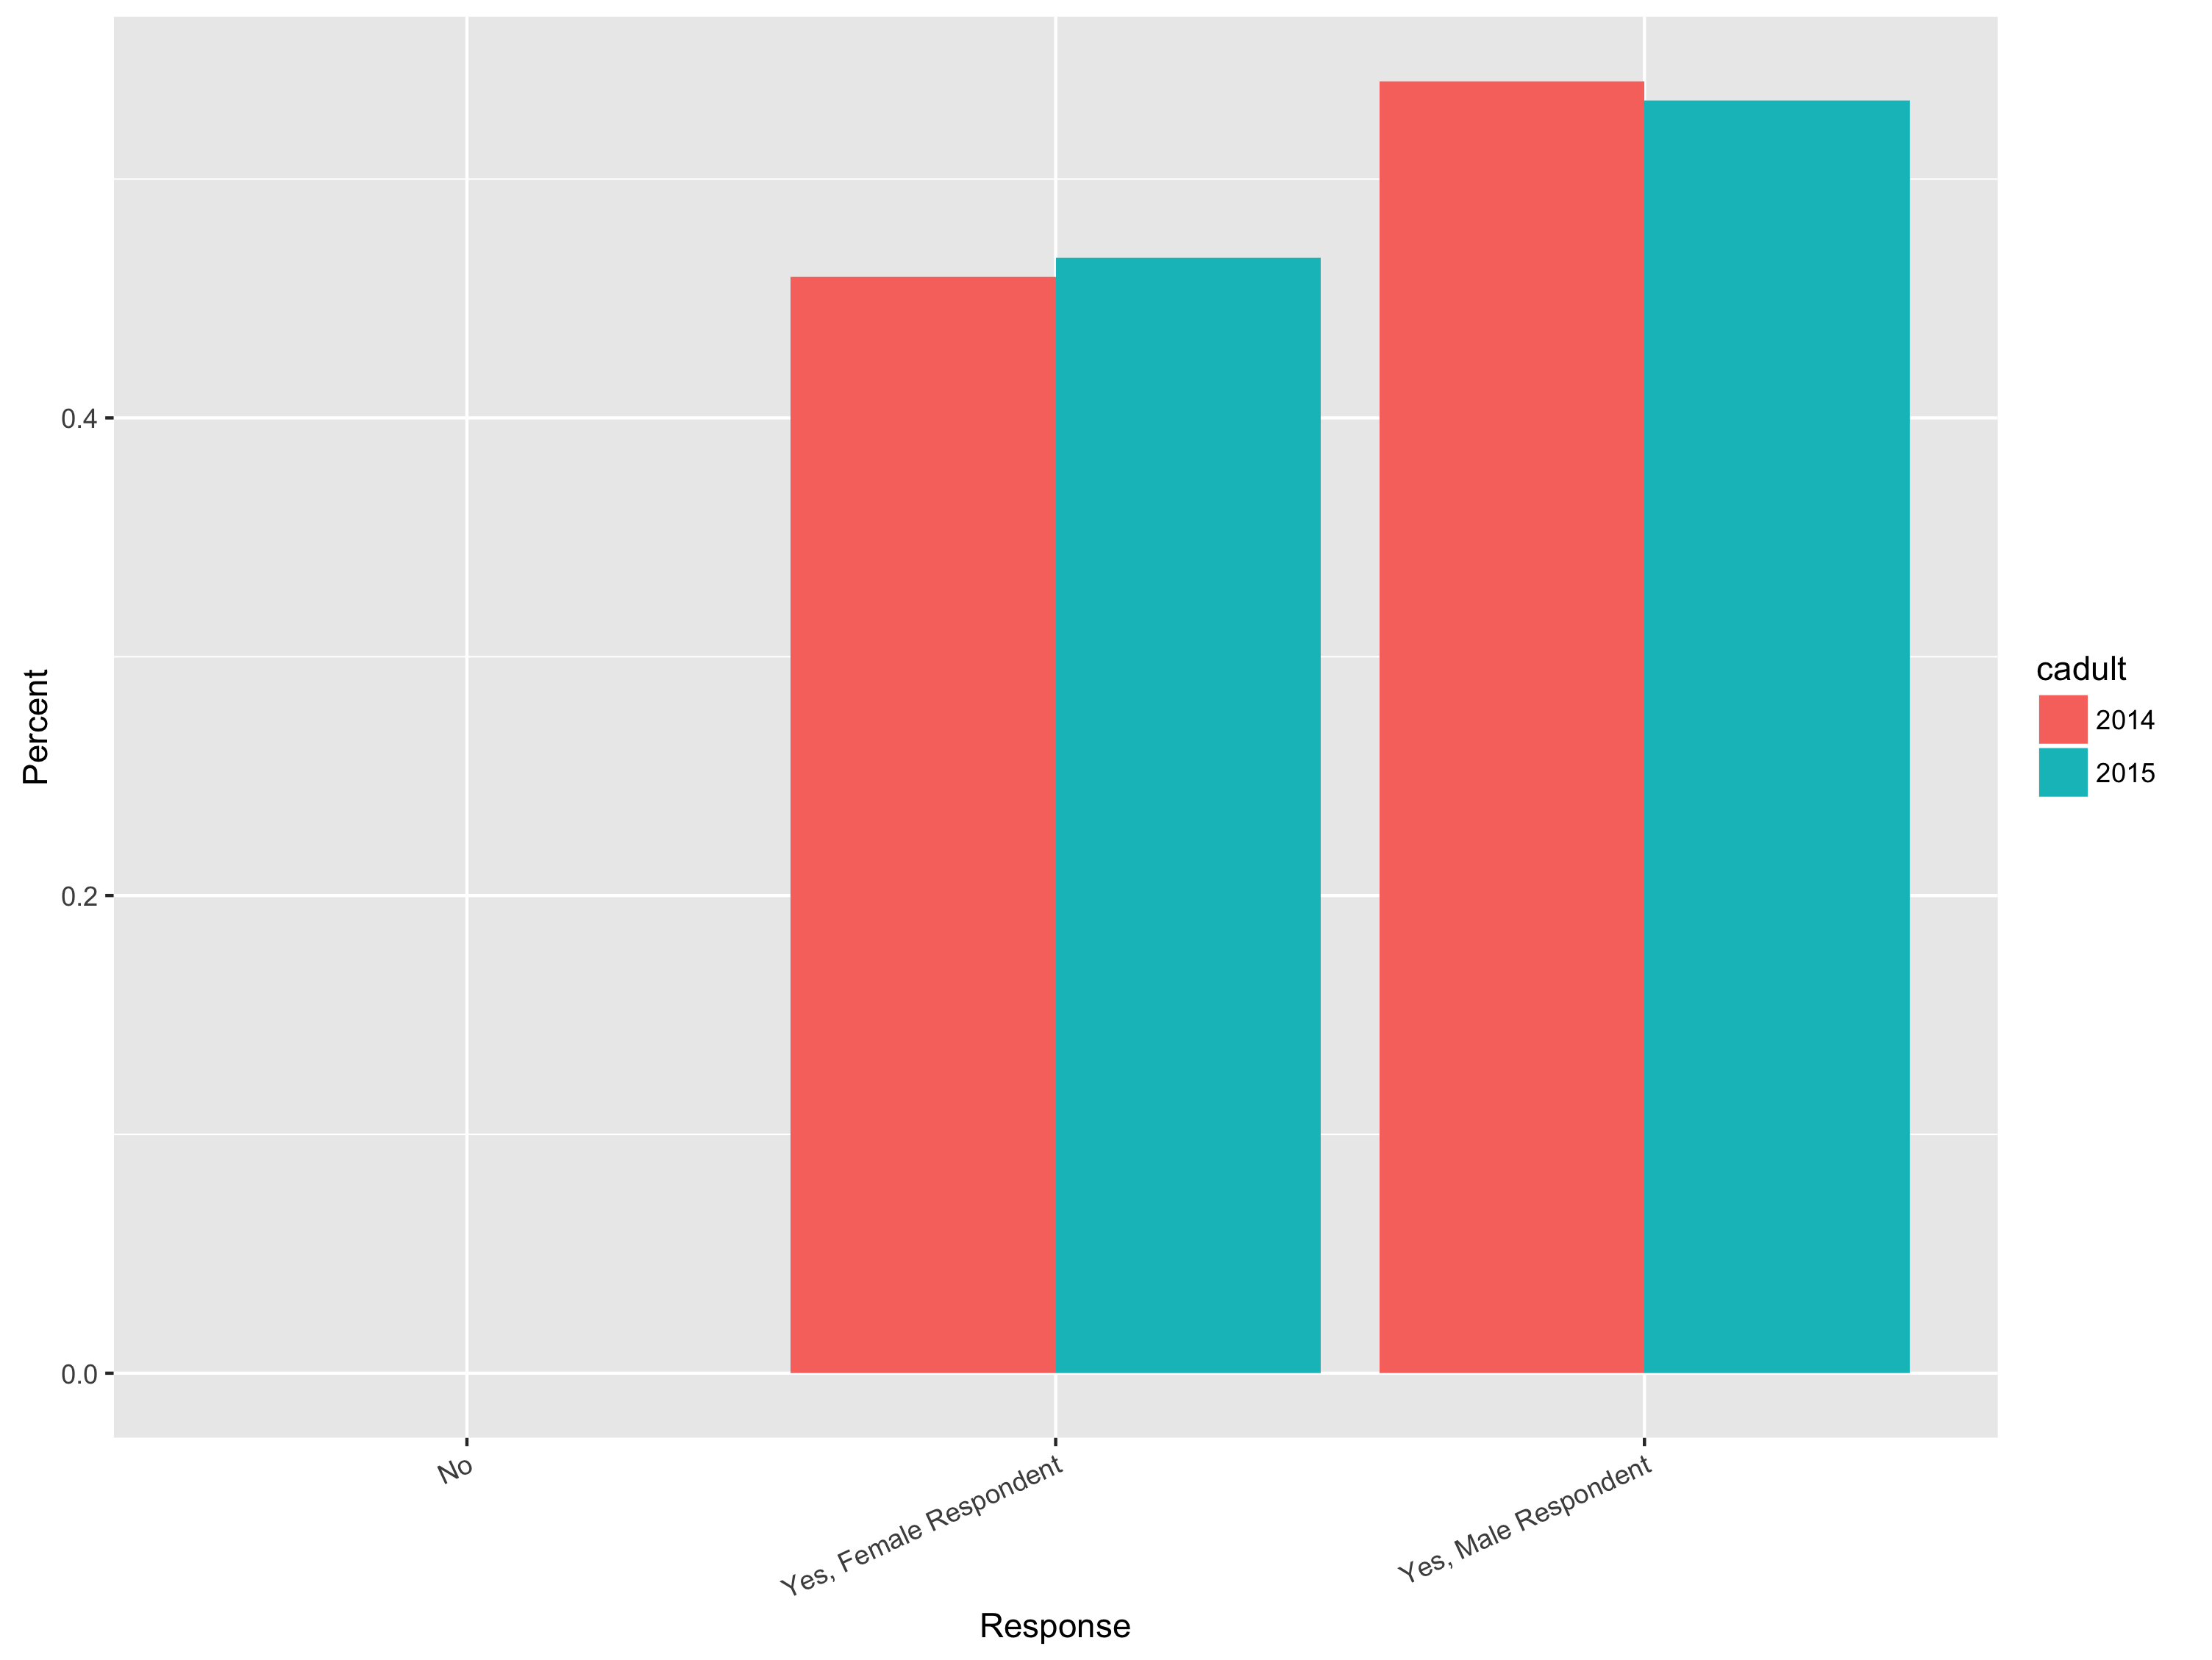 Percent
0.4
0.2
0.0
No
Yes, Female Respondent
Yes, Male Respondent
Response
cadult
2014
2015